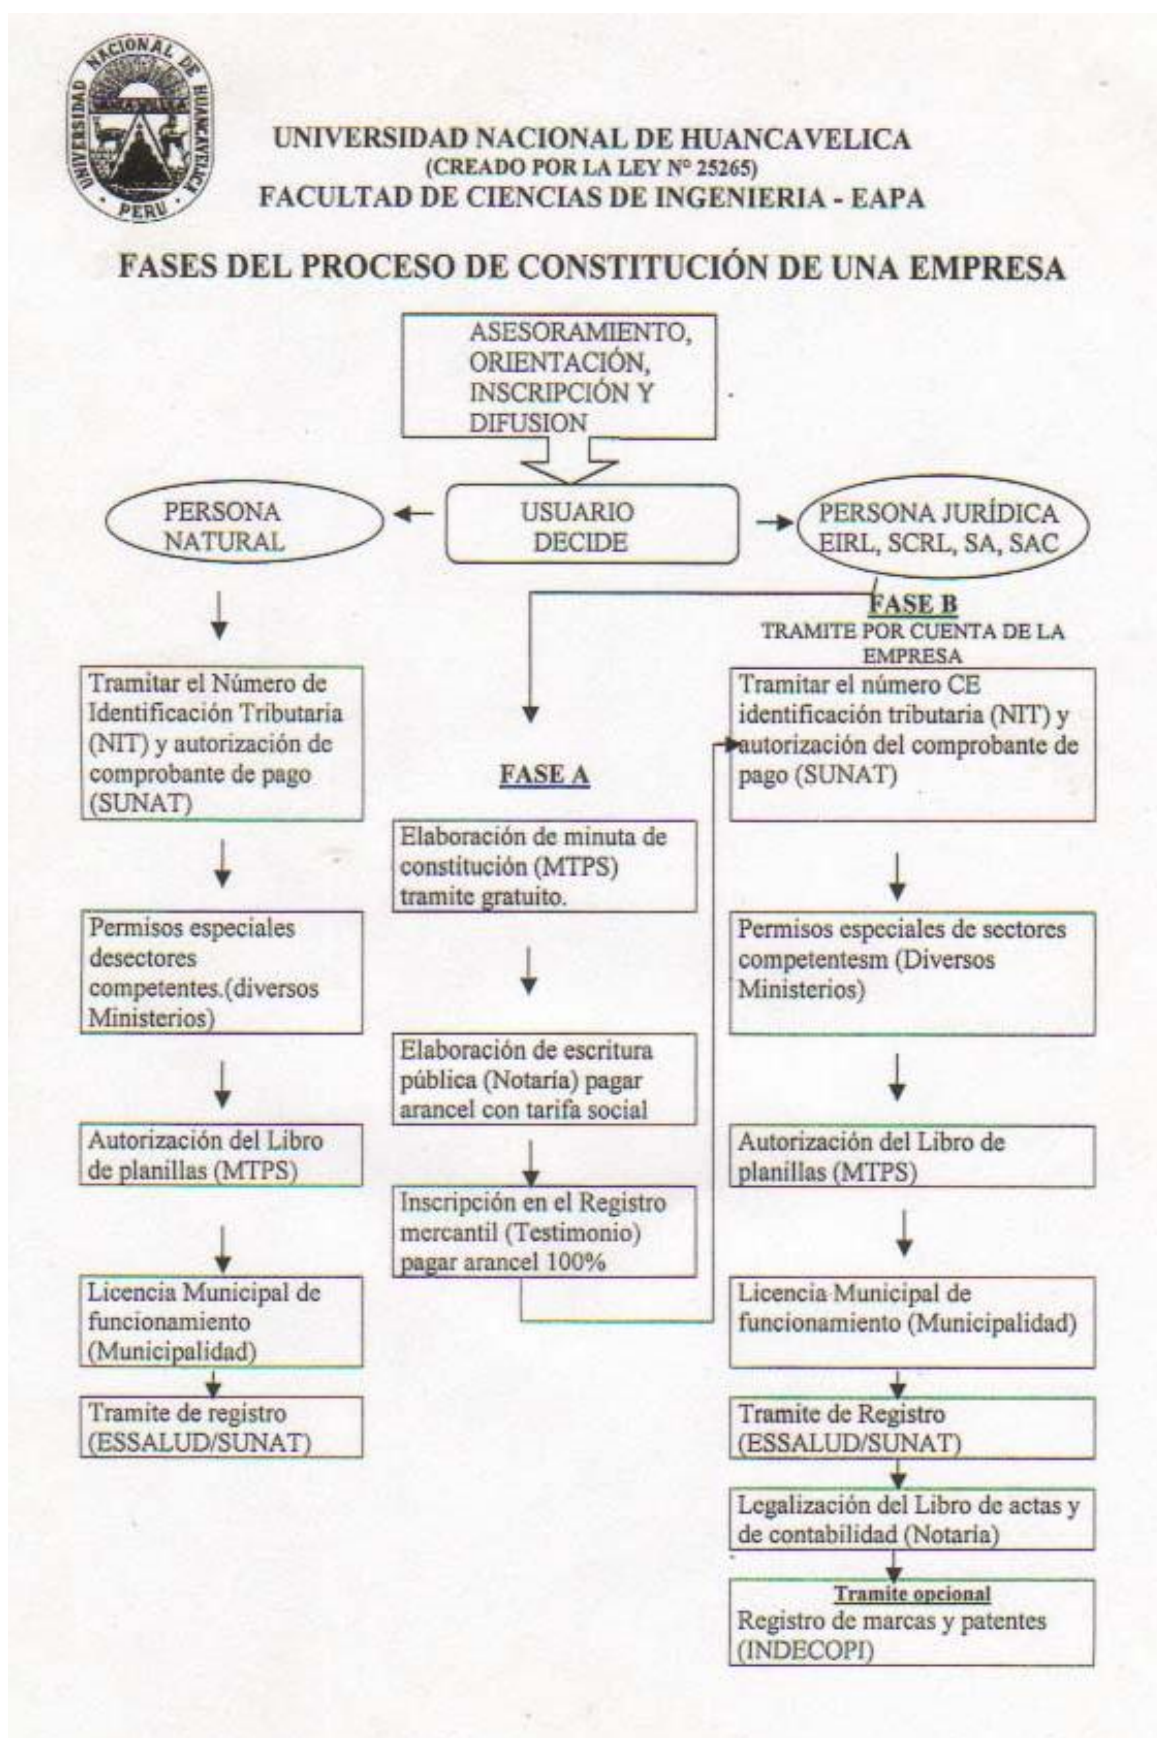 UNIVERSIDAD NACIONAL DE HUANCAVELICA
PERU
UNIVERSIDAD NACIONAL DE HUANCAVELICA
(CREADO POR LA LEY Nº 25265)
FACULTAD DE CIENCIAS DE INGENIERIA - EAPA
FASES DEL PROCESO DE CONSTITUCIÓN DE UNA EMPRESA
ASESORAMIENTO,
ORIENTACIÓN,
INSCRIPCIÓN Y
DIFUSION
PERSONA
NATURAL
USUARIO
DECIDE
PERSONA JURÍDICA
EIRL, SCRL, SA, SAC
Tramitar el Número de
Identificación Tributaria
(NIT) y autorización de
comprobante de pago
(SUNAT)
Permisos especiales
desectores
competentes.(diversos
Ministerios)
Autorización del Libro
de planillas (MTPS)
Licencia Municipal de
funcionamiento
(Municipalidad)
Tramite de registro
(ESSALUD/SUNAT)
FASE A
Elaboración de minuta de
constitución (MTPS)
tramite gratuito.
Elaboración de escritura
pública (Notaría) pagar
arancel con tarifa social
Inscripción en el Registro
mercantil (Testimonio)
pagar arancel 100%
FASE B
TRAMITE POR CUENTA DE LA
EMPRESA
Tramitar el número CE
identificación tributaria (NIT) y
autorización del comprobante de
pago (SUNAT)
Permisos especiales de sectores
competentesm (Diversos
Ministerios)
Autorización del Libro de
planillas (MTPS)
Licencia Municipal de
funcionamiento (Municipalidad)
Tramite de Registro
(ESSALUD/SUNAT)
Legalización del Libro de actas y
de contabilidad (Notaría)
Tramite opcional
Registro de marcas y patentes
(INDECOPI)